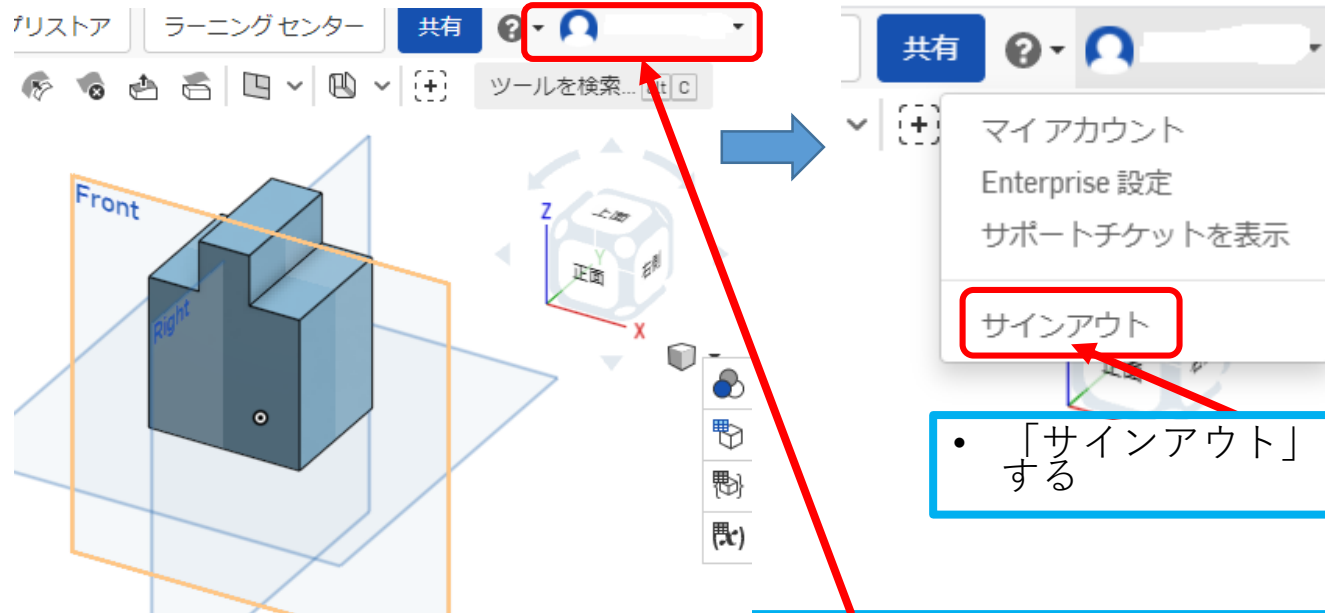 プリストア
ラーニング センター
共有
ツールを検索...
C
Front
Right
Z
上面
Y
正面
右側
X
(x)
共有
マイ アカウント
Enterprise 設定
サポートチケットを表示
サインアウト
正面
• 「サインアウト」
する